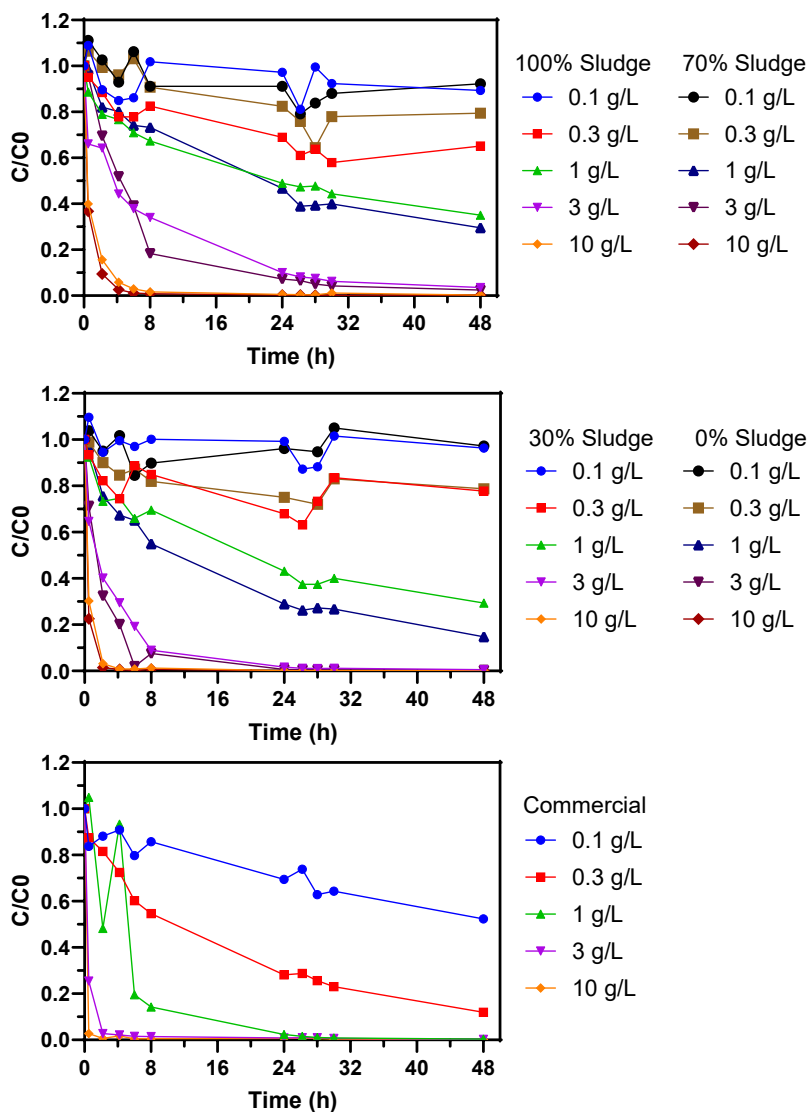 1.2
1.0
0.8
0.6
0.4
0.2
0.0
C/C0
0 8 16 24 32 40 48
Time (h)
100% Sludge 70% Sludge
0.1 g/L 0.1 g/L
0.3 g/L 0.3 g/L
1 g/L 1 g/L
3 g/L 3 g/L
10 g/L 10 g/L
1.2
1.0
0.8
0.6
0.4
0.2
0.0
C/C0
0 8 16 24 32 40 48
Time (h)
30% Sludge 0% Sludge
0.1 g/L 0.1 g/L
0.3 g/L 0.3 g/L
1 g/L 1 g/L
3 g/L 3 g/L
10 g/L 10 g/L
1.2
1.0
0.8
0.6
0.4
0.2
0.0
C/C0
0 8 16 24 32 40 48
Time (h)
Commercial
0.1 g/L
0.3 g/L
1 g/L
3 g/L
10 g/L